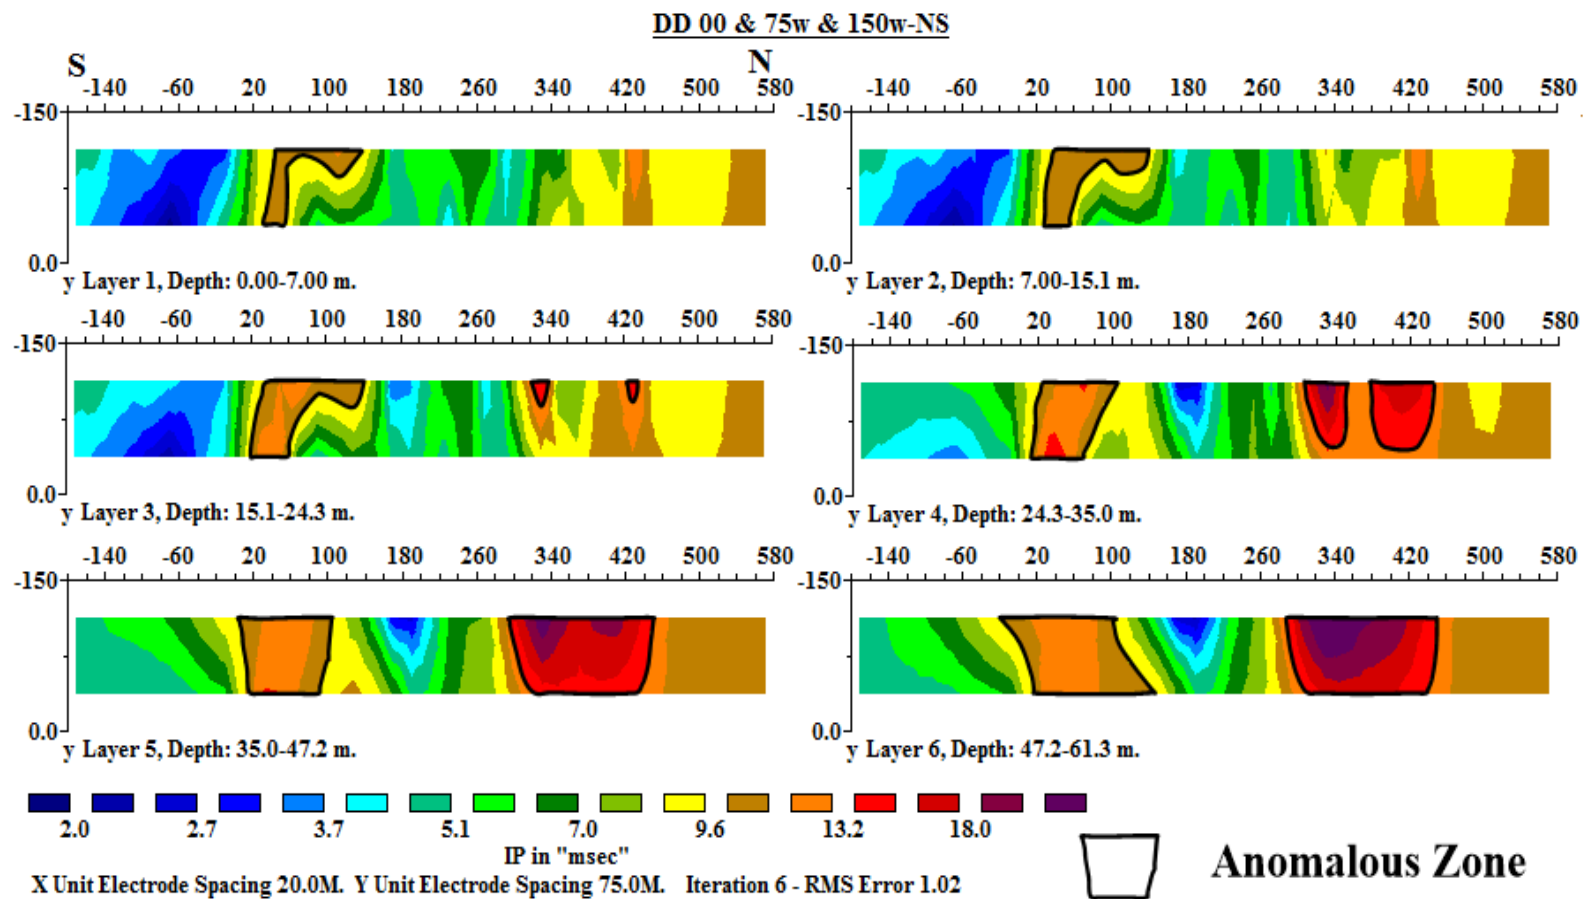 DD 00 & 75w & 150w-NS
S N
-140 -60 20 100 180 260 340 420 500 580
-150
0.0
y Layer 1, Depth: 0.00-7.00 m.
-140 -60 20 100 180 260 340 420 500 580
-150
0.0
y Layer 2, Depth: 7.00-15.1 m.
-140 -60 20 100 180 260 340 420 500 580
-150
0.0
y Layer 3, Depth: 15.1-24.3 m.
-140 -60 20 100 180 260 340 420 500 580
-150
0.0
y Layer 4, Depth: 24.3-35.0 m.
-140 -60 20 100 180 260 340 420 500 580
-150
0.0
y Layer 5, Depth: 35.0-47.2 m.
-140 -60 20 100 180 260 340 420 500 580
-150
0.0
y Layer 6, Depth: 47.2-61.3 m.
2.0 2.7 3.7 5.1 7.0 9.6 13.2 18.0
IP in "msec"
X Unit Electrode Spacing 20.0M. Y Unit Electrode Spacing 75.0M. Iteration 6 - RMS Error 1.02
Anomalous Zone